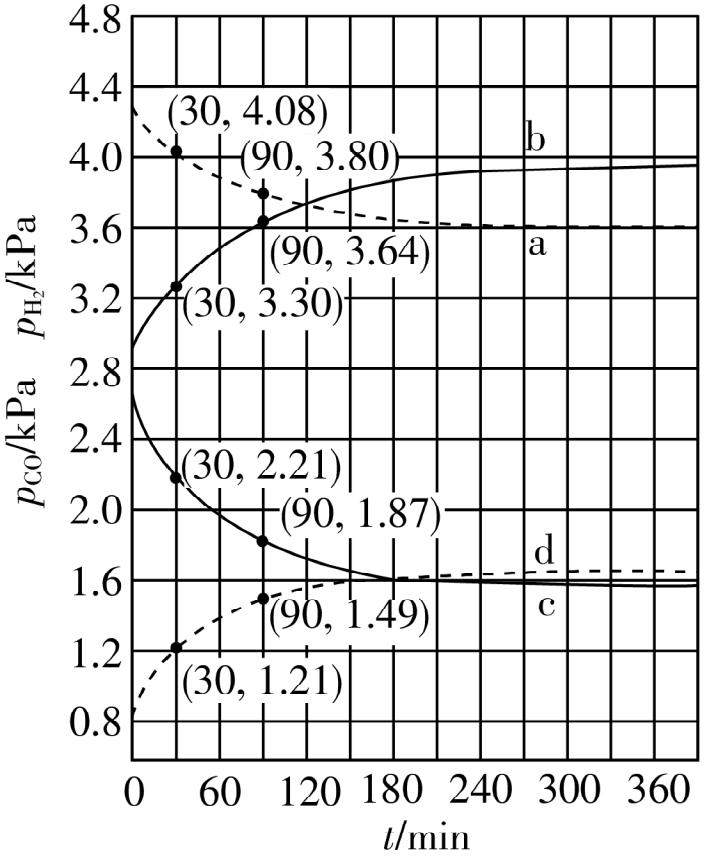 4.8
4.4
(30, 4.08)
b
4.0
(90, 3.80)
3.6
(90, 3.64)
a
3.2
(30, 3.30)
2.8
2.4
(30, 2.21)
2.0
(90, 1.87)
d
1.6
(90, 1.49)
c
1.2
(30, 1.21)
0.8
0 60 120 180 240 300 360
t/min
pCO/kPa pH2/kPa